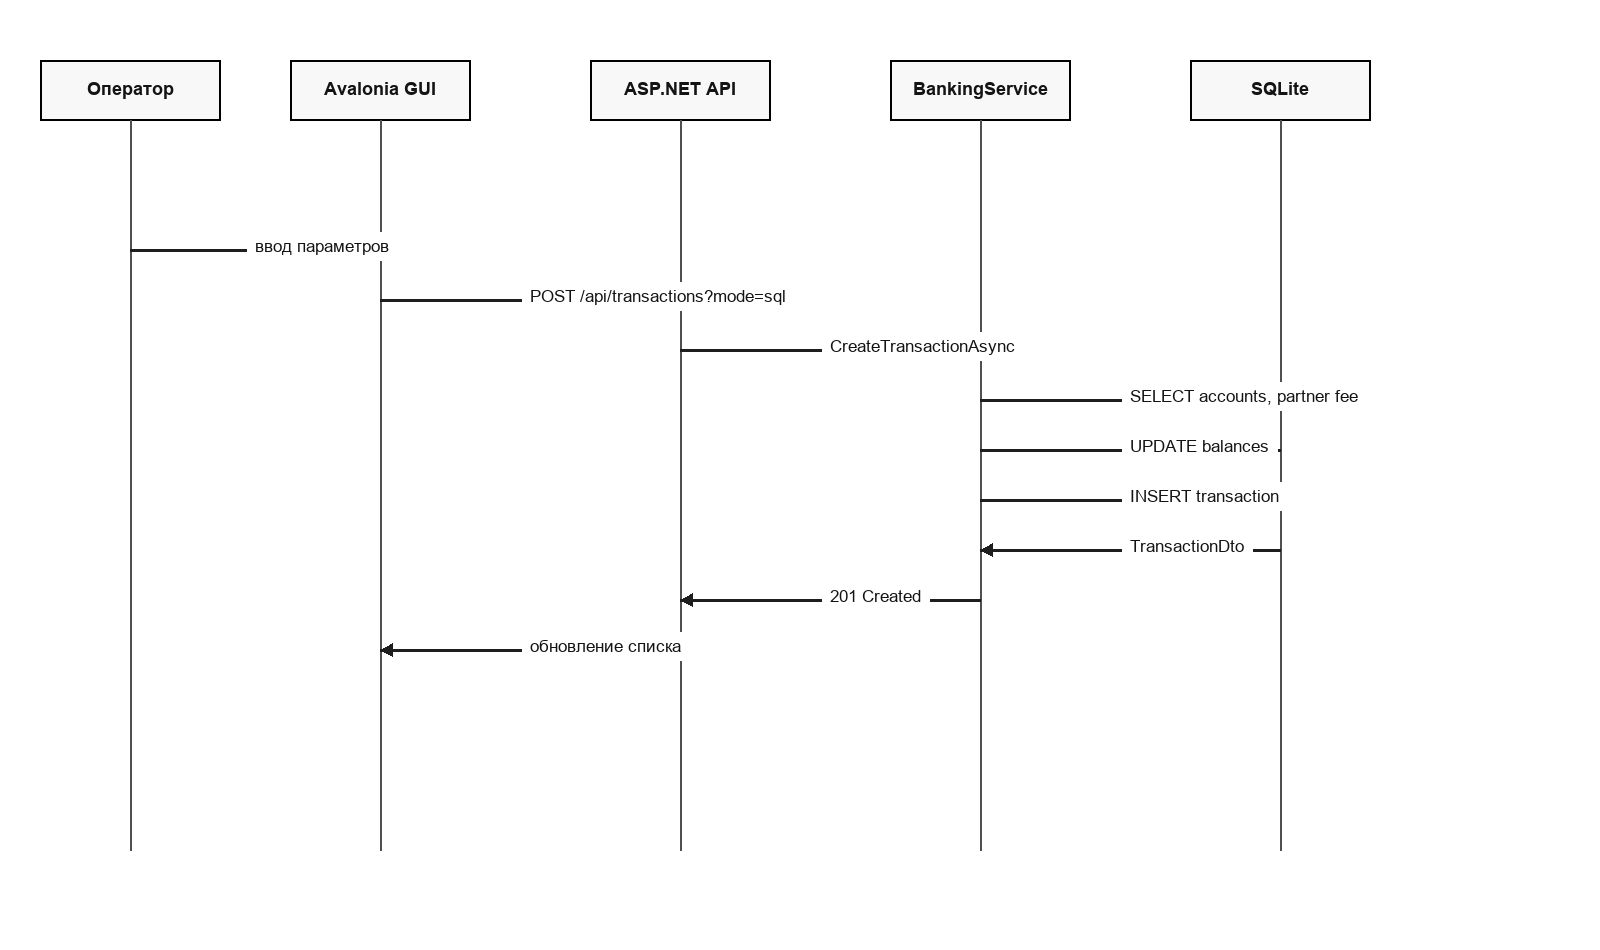 Оператор
Avalonia GUI
ASP.NET API
BankingService
SQLite
ввод параметров
POST /api/transactions?mode=sql
CreateTransactionAsync
SELECT accounts, partner fee
UPDATE balances
INSERT transaction
TransactionDto
201 Created
обновление списка